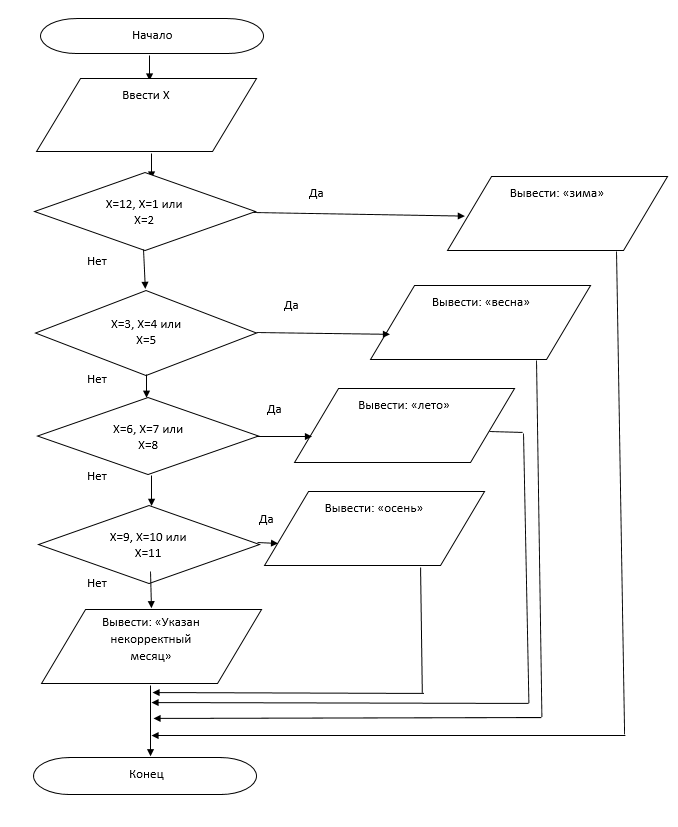 Начало
Ввести X
X=12, X=1 или
X=2
Да
Вывести: «зима»
Нет
X=3, X=4 или
X=5
Да
Вывести: «весна»
Нет
X=6, X=7 или
X=8
Да
Вывести: «лето»
Нет
X=9, X=10 или
X=11
Да
Вывести: «осень»
Нет
Вывести: «Указан
некорректный
месяц»
Конец